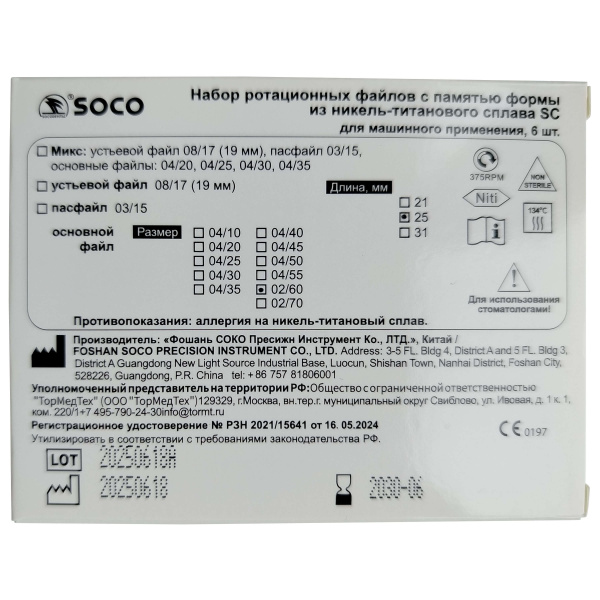 SOCO
Набор ротационных файлов с памятью формы
из никель-титанового сплава SC
для машинного применения, 6 шт.
Микс: устьевой файл 08/17 (19 мм), пасфайл 03/15,
основные файлы: 04/20, 04/25, 04/30, 04/35
устьевой файл 08/17 (19 мм)
пасфайл 03/15
основной файл
Размер
04/10
04/20
04/25
04/30
04/35
04/40
04/45
04/50
04/55
02/60
02/70
Длина, мм
21
25
31
375RPM
NON STERILE
Niti
134°C
Для использования
стоматологом!
Противопоказания: аллергия на никель-титановый сплав.
Производитель: «Фошань СОКО Пресижн Инструмент Ко., ЛТД.», Китай /
FOSHAN SOCO PRECISION INSTRUMENT CO., LTD. Address: 3-5 FL. Bldg 4, District A and 5 FL. Bldg 3,
District A Guangdong New Light Source Industrial Base, Luocun, Shishan Town, Nanhai District, Foshan City,
528226, Guangdong, P.R. China tel.: + 86 757 81806001
Уполномоченный представитель на территории РФ: Общество с ограниченной ответственностью
"ТорМедТех" (ООО "ТорМедТех")129329, г.Москва, вн.тер.г. муниципальный округ Свиблово, ул. Ивовая, д. 1 к. 1,
ком. 220/1+7 495-790-24-30info@tormt.ru
Регистрационное удостоверение № РЗН 2021/15641 от 16. 05.2024
Утилизировать в соответствии с требованиями законодательства РФ.
CE 0197
LOT 20250618A
20250618
2030-06